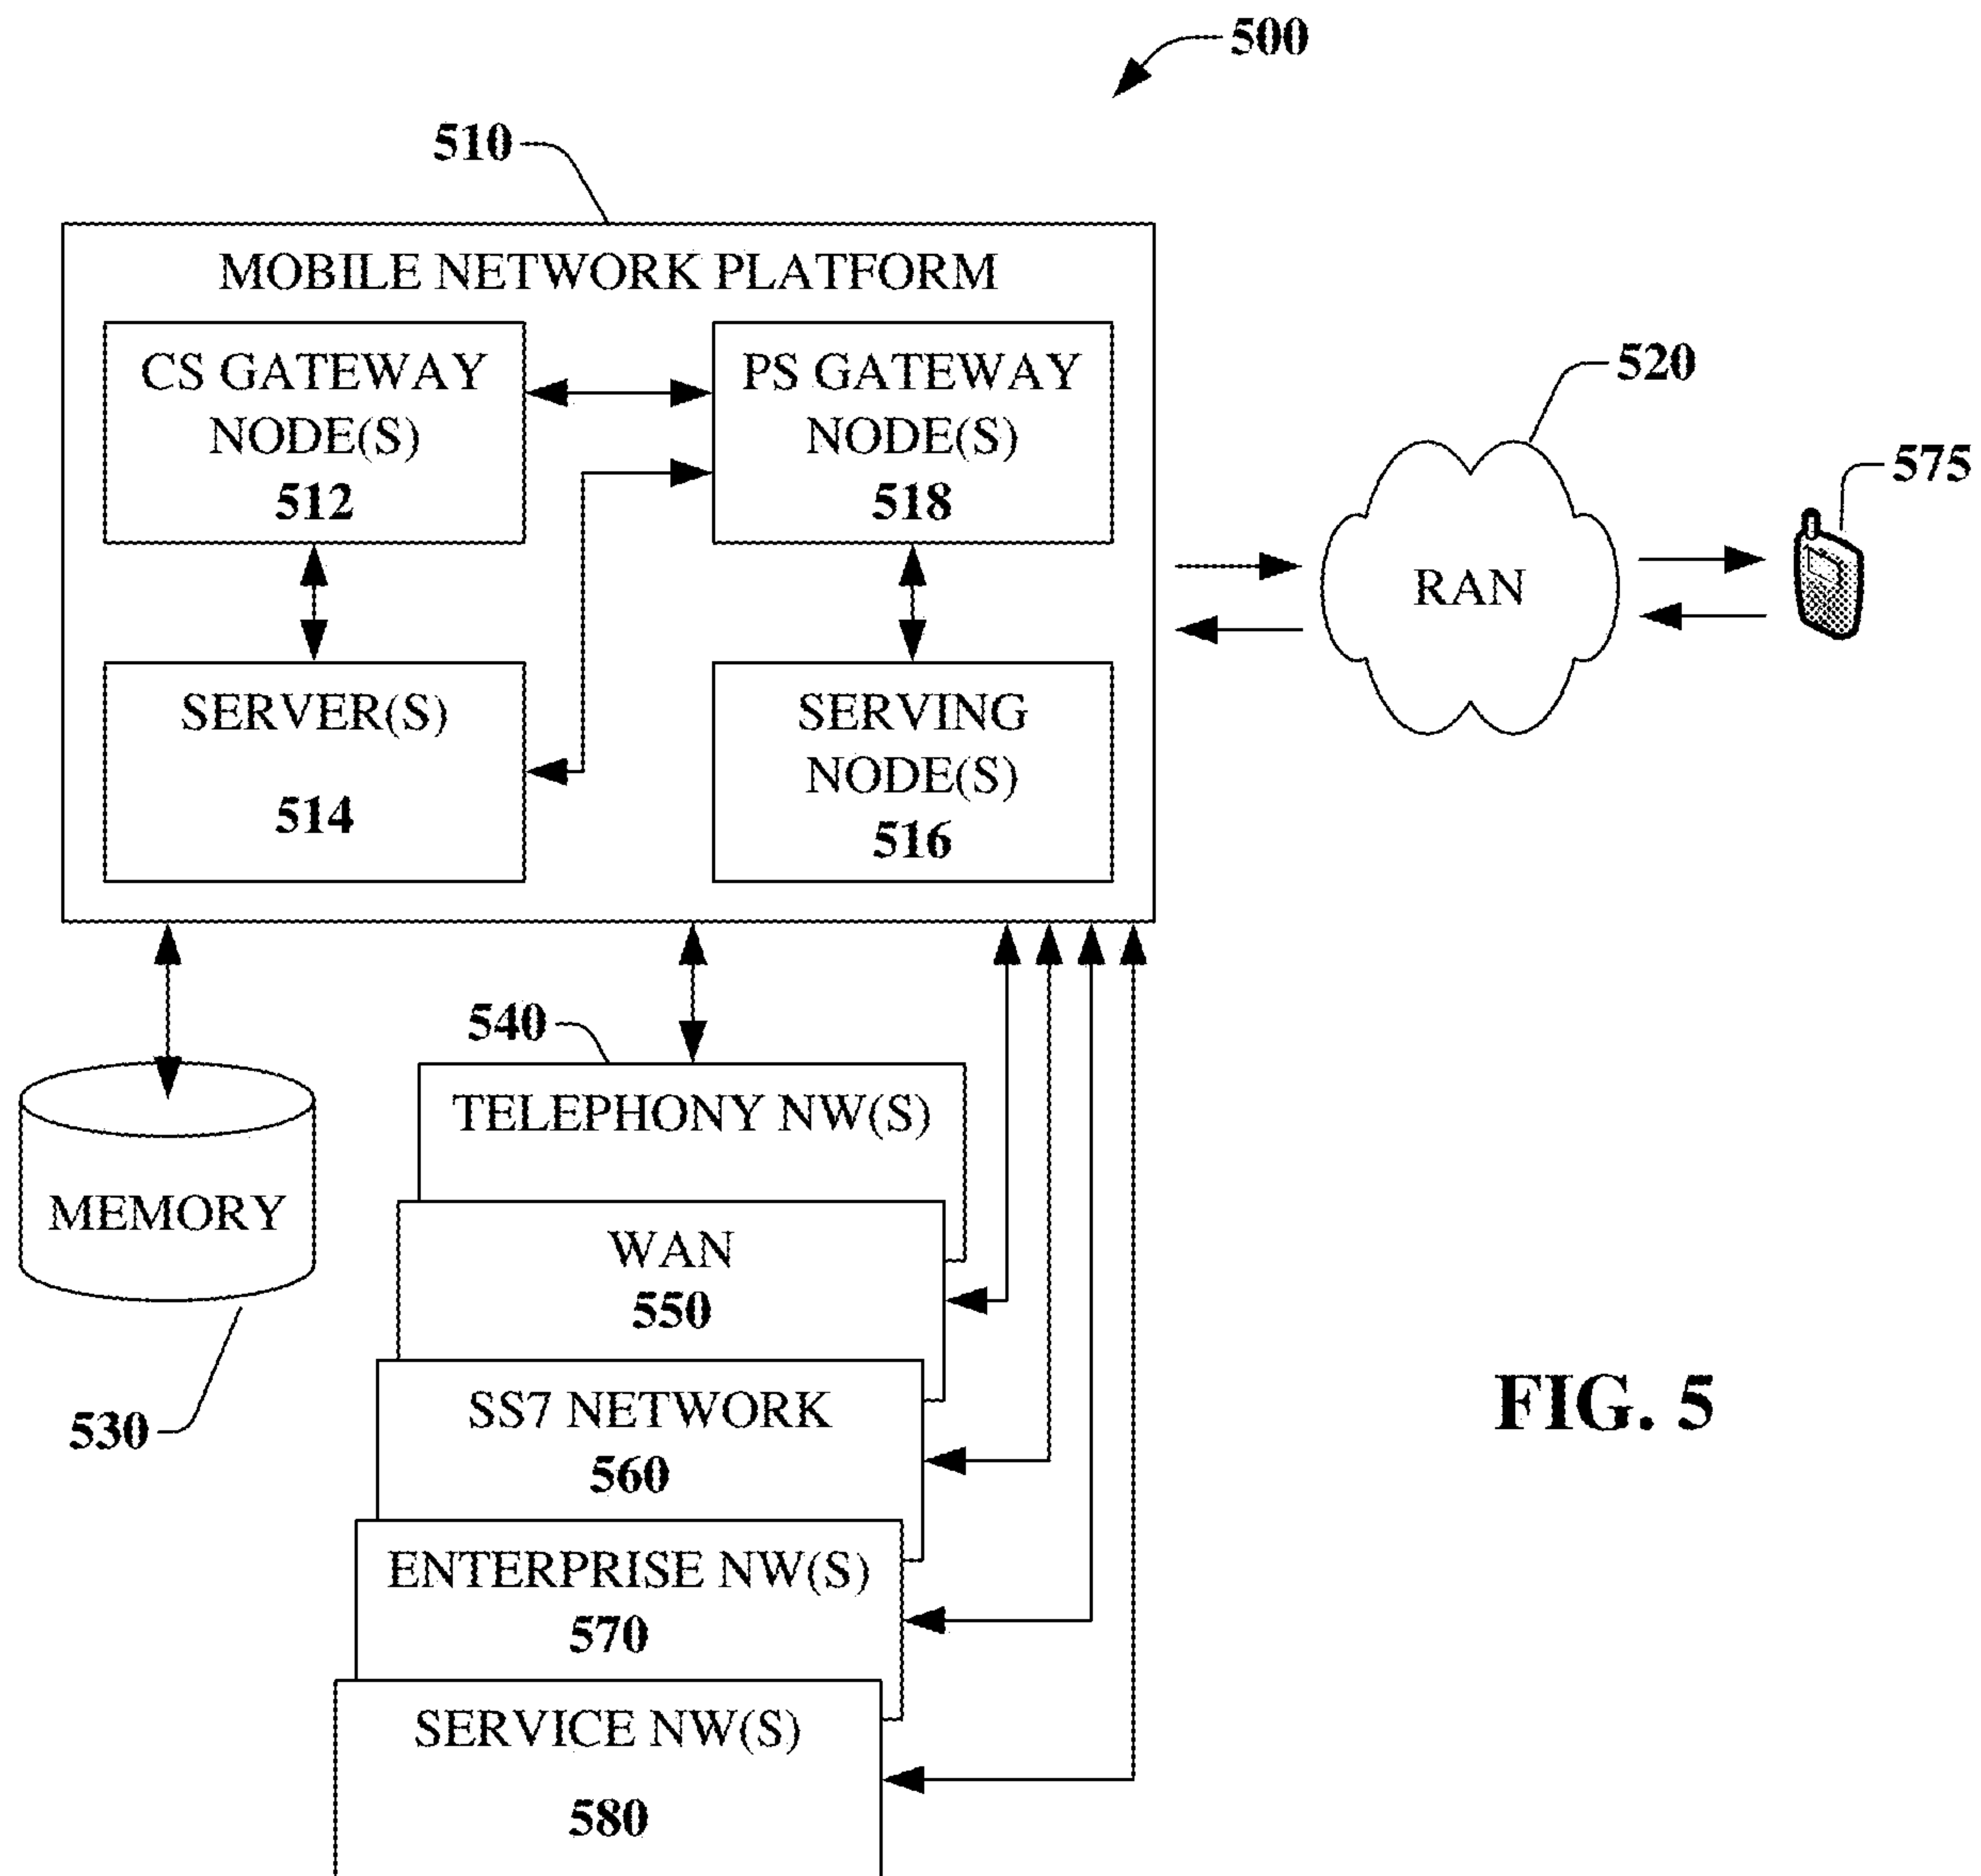 500
510
MOBILE NETWORK PLATFORM
CS GATEWAY
NODE(S)
512
PS GATEWAY
NODE(S)
518
SERVER(S)
514
SERVING
NODE(S)
516
520
RAN
575
540
TELEPHONY NW(S)
MEMORY
530
WAN
550
SS7 NETWORK
560
ENTERPRISE NW(S)
570
SERVICE NW(S)
580
FIG. 5